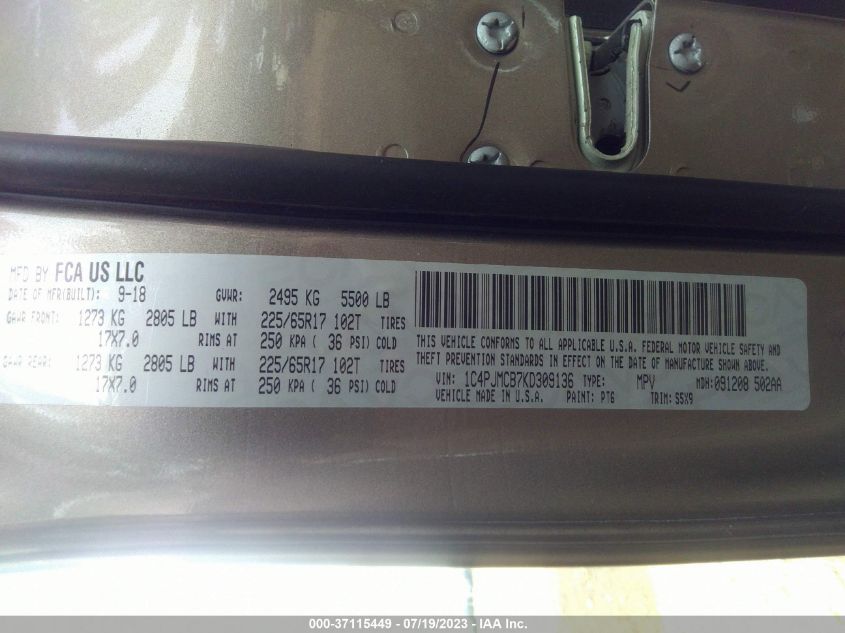 MFD BY FCA US LLC
DATE OF MFR(BUILT): 9-18 GVWR: 2495 KG 5500 LB
GAWR FRONT: 1273 KG 2805 LB WITH 225/65R17 102T TIRES
17X7.0 RIMS AT 250 KPA ( 36 PSI) COLD
GAWR REAR: 1273 KG 2805 LB WITH 225/65R17 102T TIRES
17X7.0 RIMS AT 250 KPA ( 36 PSI) COLD
THIS VEHICLE CONFORMS TO ALL APPLICABLE U.S.A. FEDERAL MOTOR VEHICLE SAFETY AND
THEFT PREVENTION STANDARDS IN EFFECT ON THE DATE OF MANUFACTURE SHOWN ABOVE.
VIN: 1C4PJMCB7KD309136 TYPE: MPV MDH: 091208 502AA
VEHICLE MADE IN U.S.A. PAINT: PT6 TRIM: S5X9
000-37115449 - 07/19/2023 - IAA Inc.